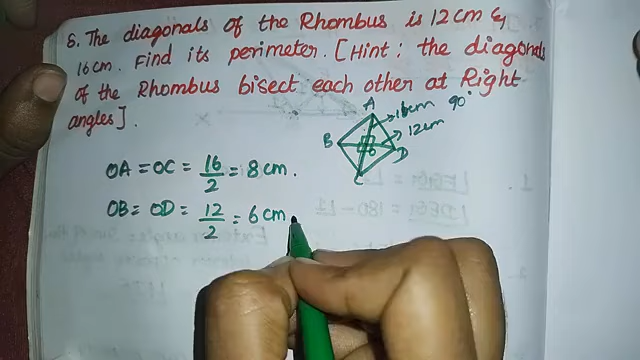 6. The diagonals of the Rhombus is 12cm &
16cm. Find its perimeter. [Hint: the diagonals
of the Rhombus bisect each other at Right
angles].
A
16cm 90°
12cm
B
O
D
C
OA = OC = 16/2 = 8 cm.
OB = OD = 12/2 = 6 cm